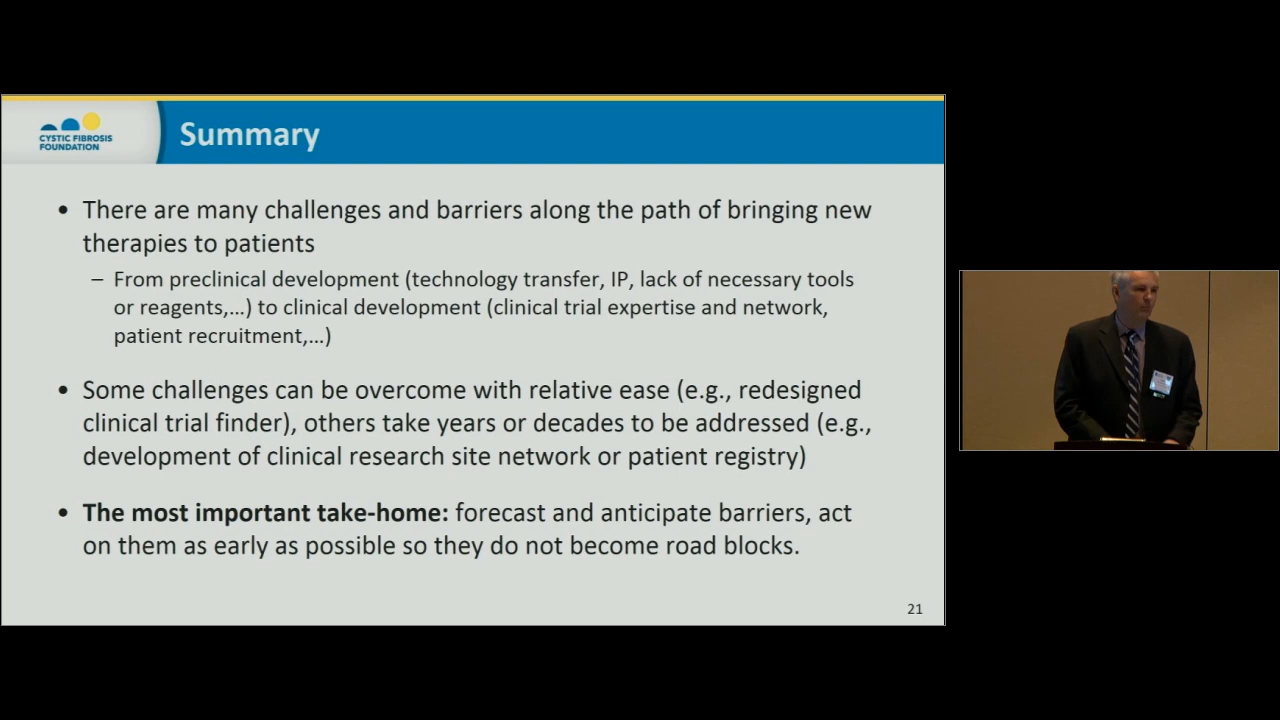 CYSTIC FIBROSIS
FOUNDATION
Summary
• There are many challenges and barriers along the path of bringing new
therapies to patients
– From preclinical development (technology transfer, IP, lack of necessary tools
or reagents,...) to clinical development (clinical trial expertise and network,
patient recruitment,...)
• Some challenges can be overcome with relative ease (e.g., redesigned
clinical trial finder), others take years or decades to be addressed (e.g.,
development of clinical research site network or patient registry)
• The most important take-home: forecast and anticipate barriers, act
on them as early as possible so they do not become road blocks.
21